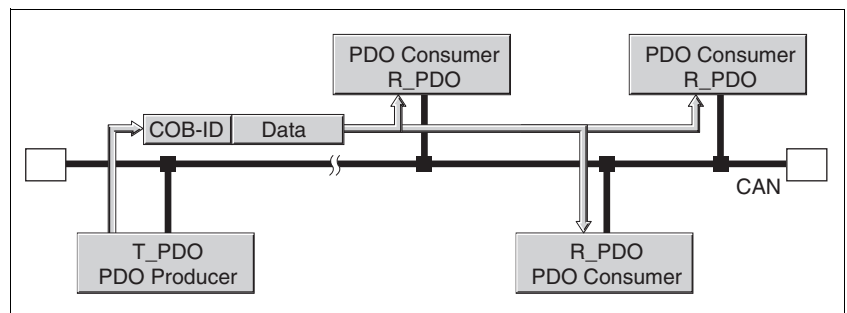 PDO Consumer
R_PDO
PDO Consumer
R_PDO
COB-ID
Data
CAN
T_PDO
PDO Producer
R_PDO
PDO Consumer